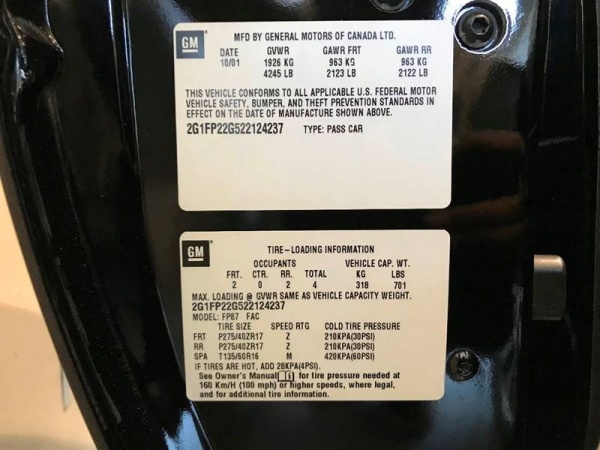 GM
MFD BY GENERAL MOTORS OF CANADA LTD.
DATE GVWR GAWR FRT GAWR RR
10/01 1926 KG 963 KG 963 KG
4245 LB 2123 LB 2122 LB
THIS VEHICLE CONFORMS TO ALL APPLICABLE U.S. FEDERAL MOTOR
VEHICLE SAFETY, BUMPER, AND THEFT PREVENTION STANDARDS IN
EFFECT ON THE DATE OF MANUFACTURE SHOWN ABOVE.
2G1FP22G522124237 TYPE: PASS CAR
GM
TIRE-LOADING INFORMATION
OCCUPANTS VEHICLE CAP. WT.
FRT. CTR. RR. TOTAL KG LBS
2 0 2 4 318 701
MAX. LOADING @ GVWR SAME AS VEHICLE CAPACITY WEIGHT.
2G1FP22G522124237
MODEL: FP87 FAC
TIRE SIZE SPEED RTG COLD TIRE PRESSURE
FRT P275/40ZR17 Z 210KPA(30PSI)
RR P275/40ZR17 Z 210KPA(30PSI)
SPA T135/60R16 M 420KPA(60PSI)
IF TIRES ARE HOT, ADD 28KPA(4PSI).
See Owner's Manual i for tire pressure needed at
160 Km/H (100 mph) or higher speeds, where legal,
and for additional tire information.